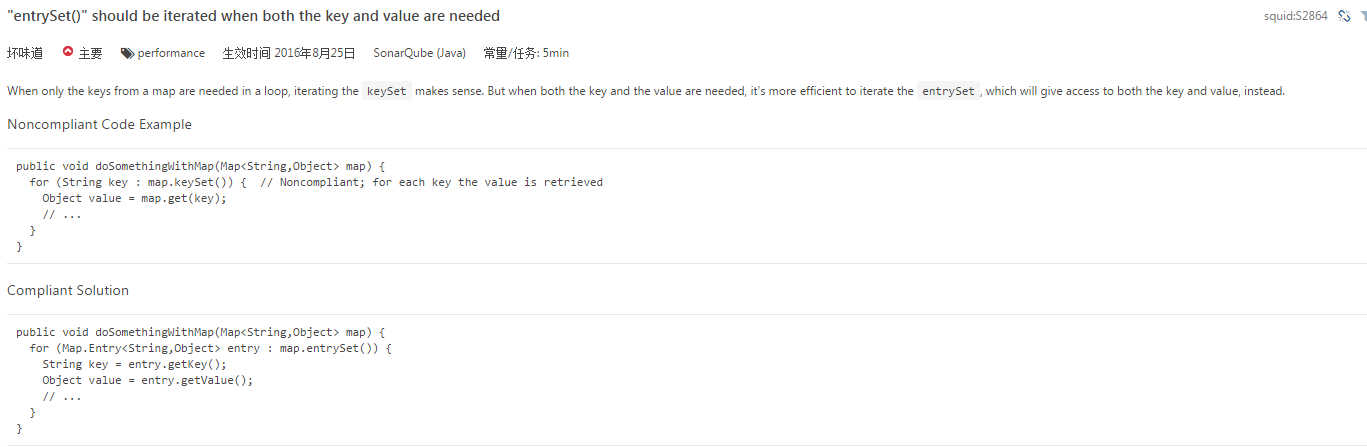 "entrySet()" should be iterated when both the key and value are needed squid:S2864
坏味道 主要 performance 生效时间 2016年8月25日 SonarQube (Java) 常量/任务: 5min
When only the keys from a map are needed in a loop, iterating the keySet makes sense. But when both the key and the value are needed, it's more efficient to iterate the entrySet , which will give access to both the key and value, instead.
Noncompliant Code Example
public void doSomethingWithMap(Map<String,Object> map) {
  for (String key : map.keySet()) {  // Noncompliant; for each key the value is retrieved
    Object value = map.get(key);
    // ...
  }
}
Compliant Solution
public void doSomethingWithMap(Map<String,Object> map) {
  for (Map.Entry<String,Object> entry : map.entrySet()) {
    String key = entry.getKey();
    Object value = entry.getValue();
    // ...
  }
}